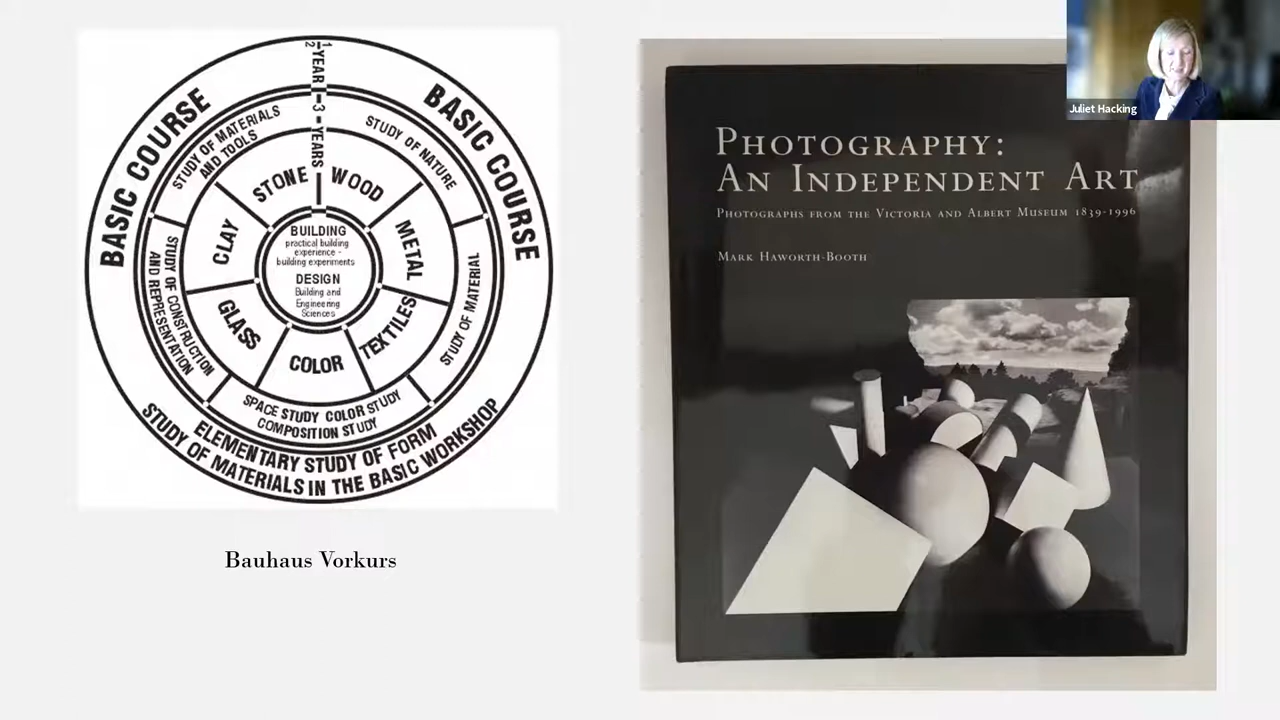 BASIC COURSE
BASIC COURSE
1
2
-YEAR
3 - YEARS
STUDY OF MATERIALS
AND TOOLS
STUDY OF NATURE
STUDY OF MATERIAL
SPACE STUDY COLOR STUDY
COMPOSITION STUDY
STUDY OF CONSTRUCTION
AND REPRESENTATION
STONE
WOOD
METAL
TEXTILES
COLOR
GLASS
CLAY
BUILDING
practical building
experience -
building experiments
DESIGN
Building and
Engineering
Sciences
ELEMENTARY STUDY OF FORM
STUDY OF MATERIALS IN THE BASIC WORKSHOP
Bauhaus Vorkurs
PHOTOGRAPHY:
AN INDEPENDENT ART
PHOTOGRAPHS FROM THE VICTORIA AND ALBERT MUSEUM 1839-1996
MARK HAWORTH-BOOTH
Juliet Hacking